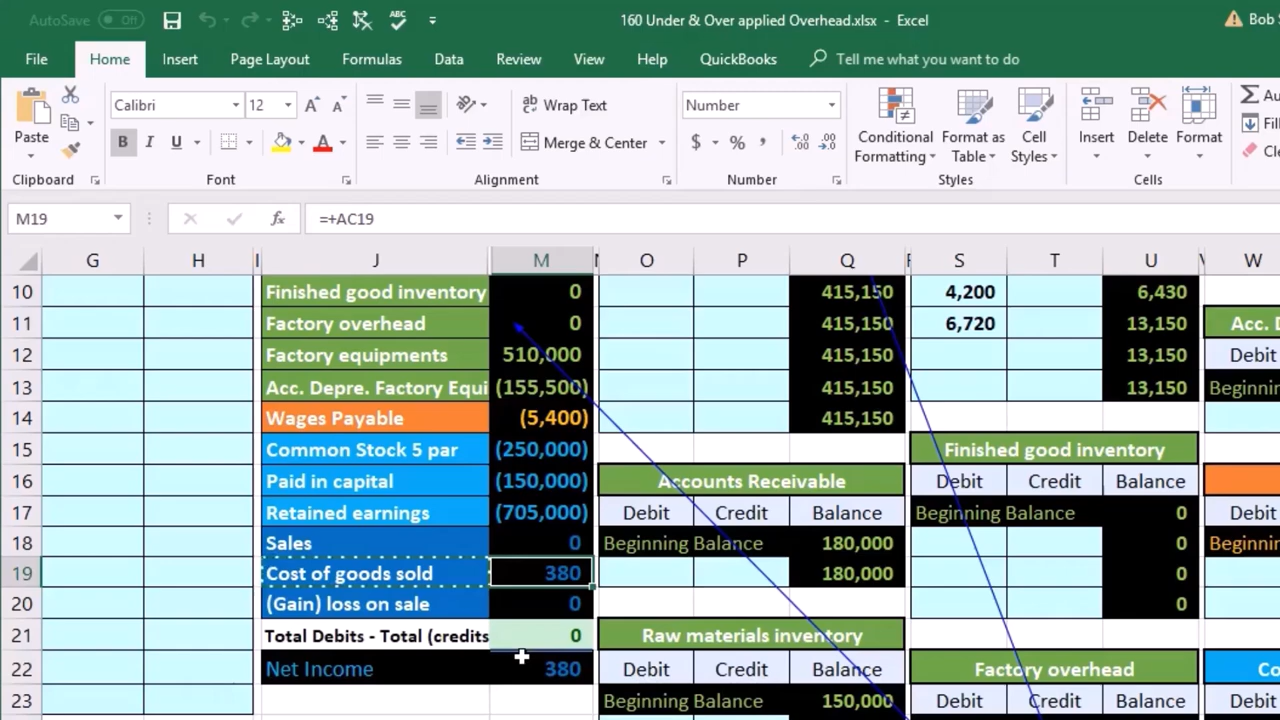 AutoSave Off 160 Under & Over applied Overhead.xlsx - Excel Bob
File Home Insert Page Layout Formulas Data Review View Help QuickBooks Tell me what you want to do
Calibri 12 Wrap Text Number
Paste B I U Merge & Center $ % , Conditional Formatting Format as Table Cell Styles Insert Delete Format
Clipboard Font Alignment Number Styles Cells
M19 fx =+AC19
G H I J M O P Q S T U W
10 Finished good inventory 0 415,150 4,200 6,430
11 Factory overhead 0 415,150 6,720 13,150 Acc.
12 Factory equipments 510,000 415,150 13,150 Debit
13 Acc. Depre. Factory Equi (155,500) 415,150 13,150 Beginning
14 Wages Payable (5,400) 415,150
15 Common Stock 5 par (250,000) Finished good inventory
16 Paid in capital (150,000) Accounts Receivable Debit Credit Balance
17 Retained earnings (705,000) Debit Credit Balance Beginning Balance 0 Debit
18 Sales 0 Beginning Balance 180,000 0 Beginning
19 Cost of goods sold 380 180,000 0
20 (Gain) loss on sale 0 0
21 Total Debits - Total (credits 0 Raw materials inventory
22 Net Income 380 Debit Credit Balance Factory overhead Co
23 Beginning Balance 150,000 Debit Credit Balance Debit